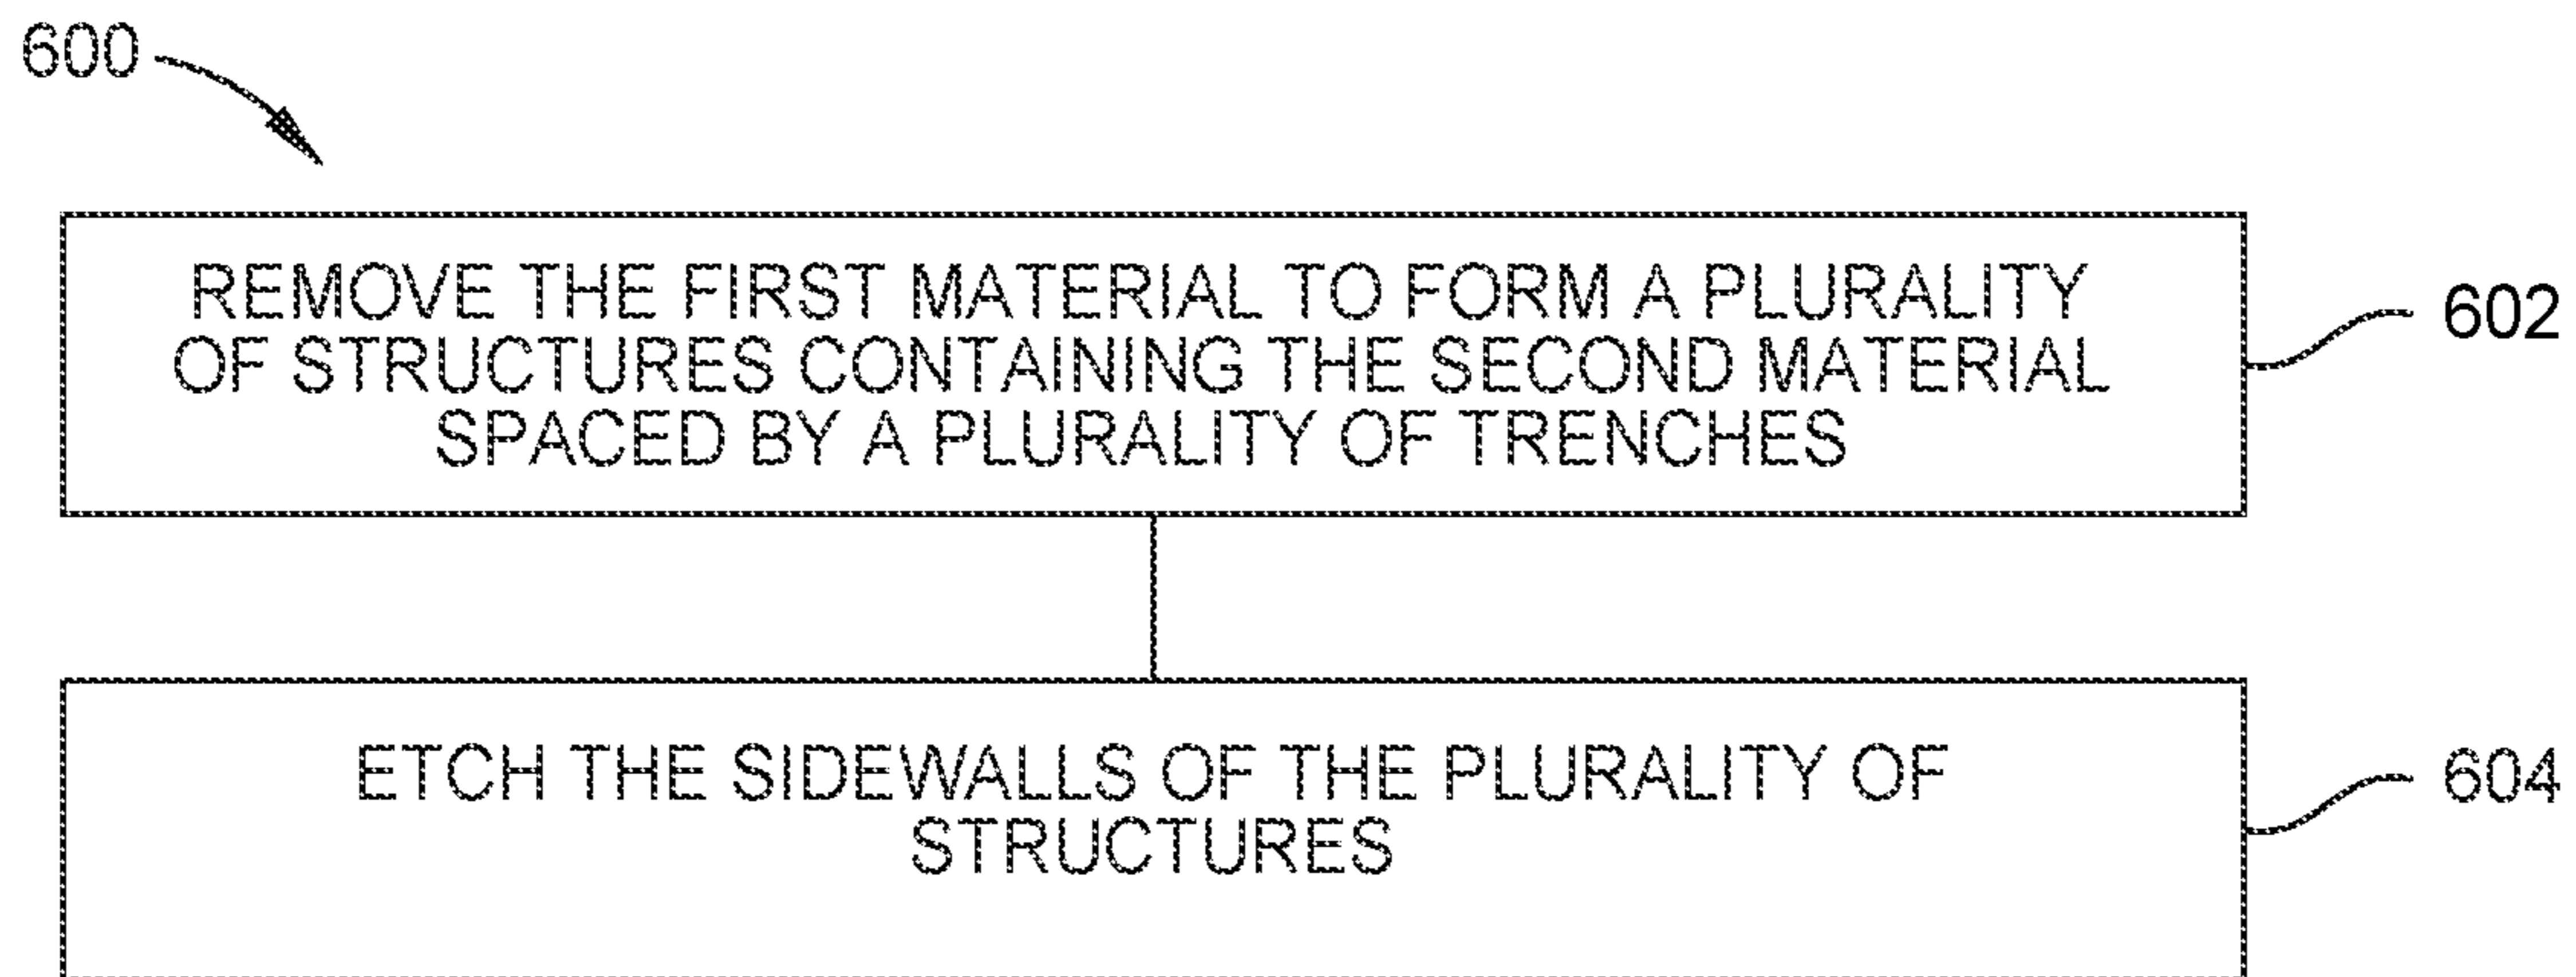 600
REMOVE THE FIRST MATERIAL TO FORM A PLURALITY
OF STRUCTURES CONTAINING THE SECOND MATERIAL
SPACED BY A PLURALITY OF TRENCHES
602
ETCH THE SIDEWALLS OF THE PLURALITY OF
STRUCTURES
604